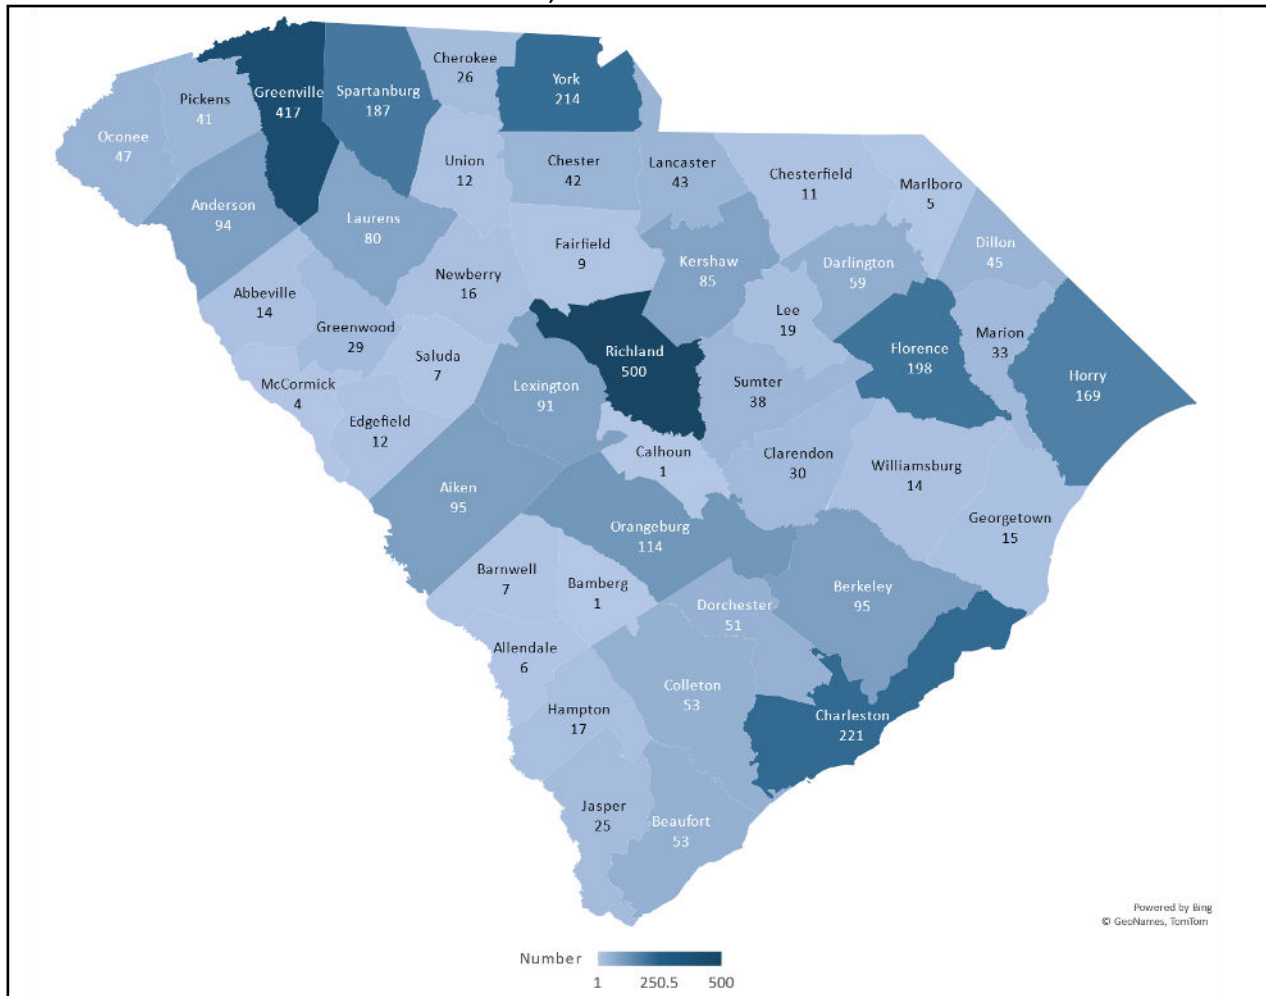 Cherokee
26
York
214
Greenville
417
Spartanburg
187
Pickens
41
Oconee
47
Union
12
Chester
42
Lancaster
43
Chesterfield
11
Marlboro
5
Anderson
94
Laurens
80
Fairfield
9
Kershaw
85
Darlington
59
Dillon
45
Newberry
16
Abbeville
14
Greenwood
29
Lee
19
Marion
33
Saluda
7
Richland
500
Florence
198
Horry
169
McCormick
4
Lexington
91
Sumter
38
Edgefield
12
Calhoun
1
Clarendon
30
Williamsburg
14
Aiken
95
Orangeburg
114
Georgetown
15
Barnwell
7
Bamberg
1
Berkeley
95
Dorchester
51
Allendale
6
Colleton
53
Hampton
17
Charleston
221
Jasper
25
Beaufort
53
Powered by Bing
© GeoNames, TomTom
Number
1 250.5 500